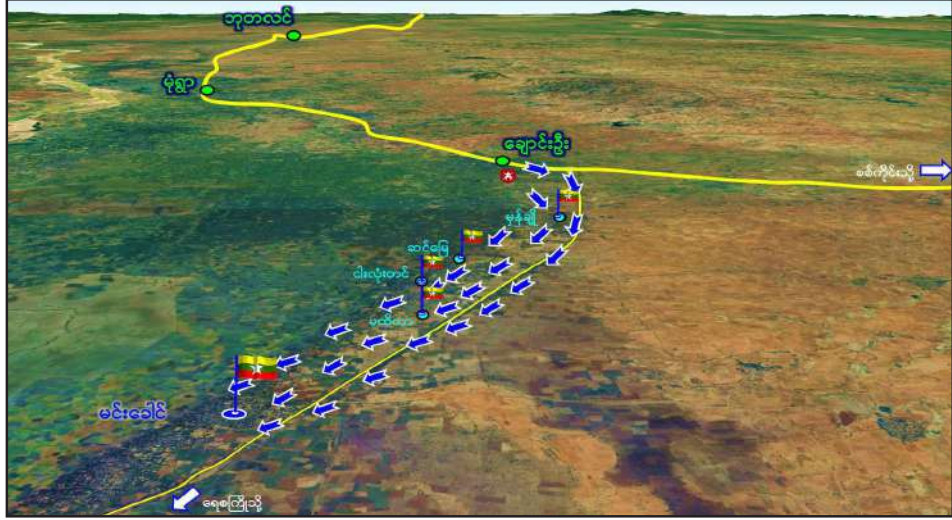 ဘုတလင်
မုံရွာ
ချောင်းဦး
စစ်ကိုင်းသို့
မှန်ချို
ဆင်မြေ
ငါးလုံးတင်
မထီတာ
မင်းခေါင်
ရေစကြိုသို့